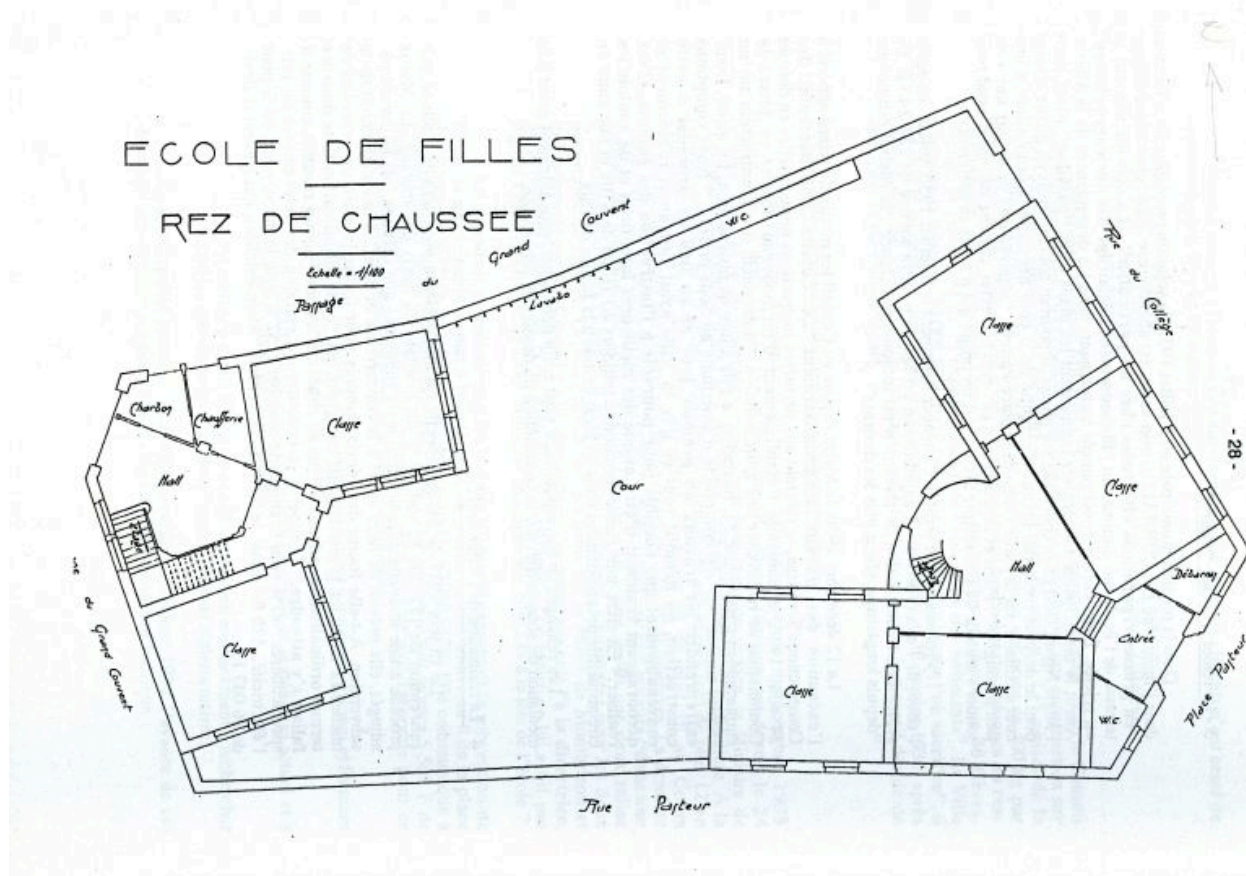 ECOLE DE FILLES
REZ DE CHAUSSEE
Echelle = 1/100
Passage du Grand Couvent
W.C.
Lavabo
Rue du Collège
Classe
Charbon
Chaufferie
Classe
Hall
Cour
Classe
- 28 -
Débarras
Hall
Entrée
Classe
Classe
Classe
W.C.
Place Pasteur
Rue Pasteur
du Grand Couvent